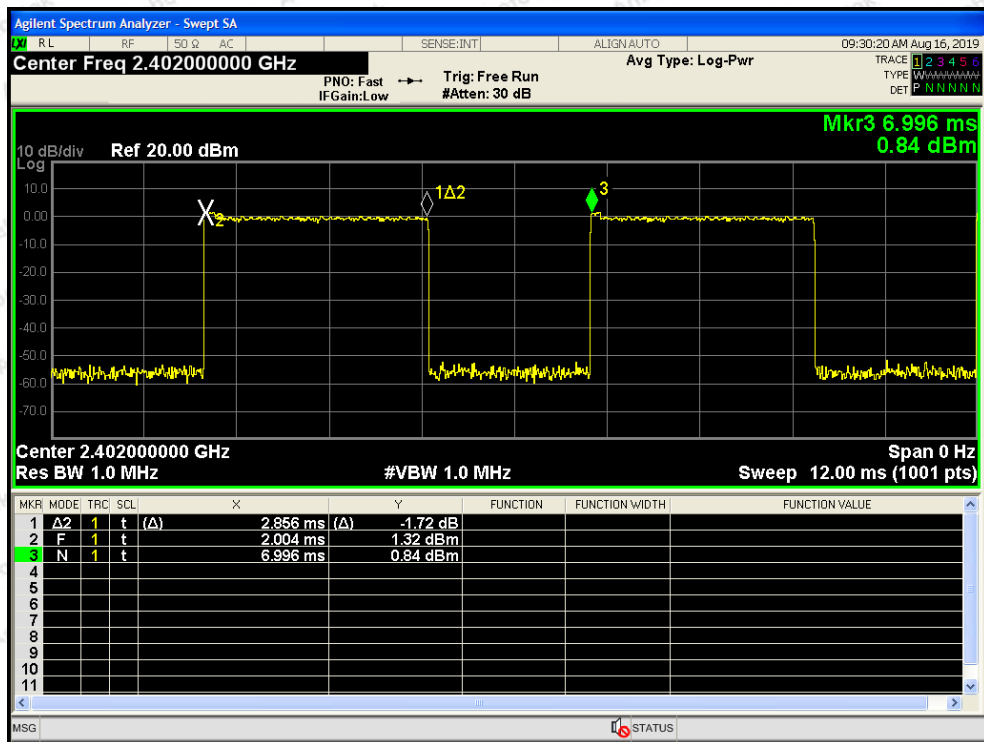 Agilent Spectrum Analyzer - Swept SA
LXI RL RF 50 Ω AC SENSE:INT ALIGNAUTO 09:30:20 AM Aug 16, 2019
Center Freq 2.402000000 GHz Avg Type: Log-Pwr TRACE 1 2 3 4 5 6
PNO: Fast Trig: Free Run TYPE WWWWWW
IFGain:Low #Atten: 30 dB DET P N N N N N
Mkr3 6.996 ms
10 dB/div Ref 20.00 dBm 0.84 dBm
Log
10.0
0.00
-10.0
-20.0
-30.0
-40.0
-50.0
-60.0
-70.0
X2 1Δ2 3
Center 2.402000000 GHz Span 0 Hz
Res BW 1.0 MHz #VBW 1.0 MHz Sweep 12.00 ms (1001 pts)
MKR MODE TRC SCL X Y FUNCTION FUNCTION WIDTH FUNCTION VALUE
1 Δ2 1 t (Δ) 2.856 ms (Δ) -1.72 dB
2 F 1 t 2.004 ms 1.32 dBm
3 N 1 t 6.996 ms 0.84 dBm
4
5
6
7
8
9
10
11
MSG STATUS